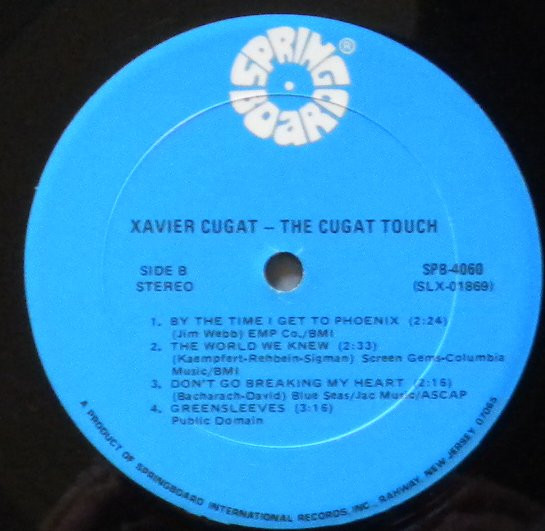 SPRINGBOARD®
XAVIER CUGAT – THE CUGAT TOUCH
SIDE B
STEREO
SPB-4060
(SLX-01869)
1. BY THE TIME I GET TO PHOENIX (2:24)
(Jim Webb) EMP Co./BMI
2. THE WORLD WE KNEW (2:33)
(Kaempfert-Rehbein-Sigman) Screen Gems-Columbia
Music/BMI
3. DON'T GO BREAKING MY HEART (2:16)
(Bacharach-David) Blue Seas/Jac Music/ASCAP
4. GREENSLEEVES (3:16)
Public Domain
A PRODUCT OF SPRINGBOARD INTERNATIONAL RECORDS, INC., RAHWAY, NEW JERSEY 07065